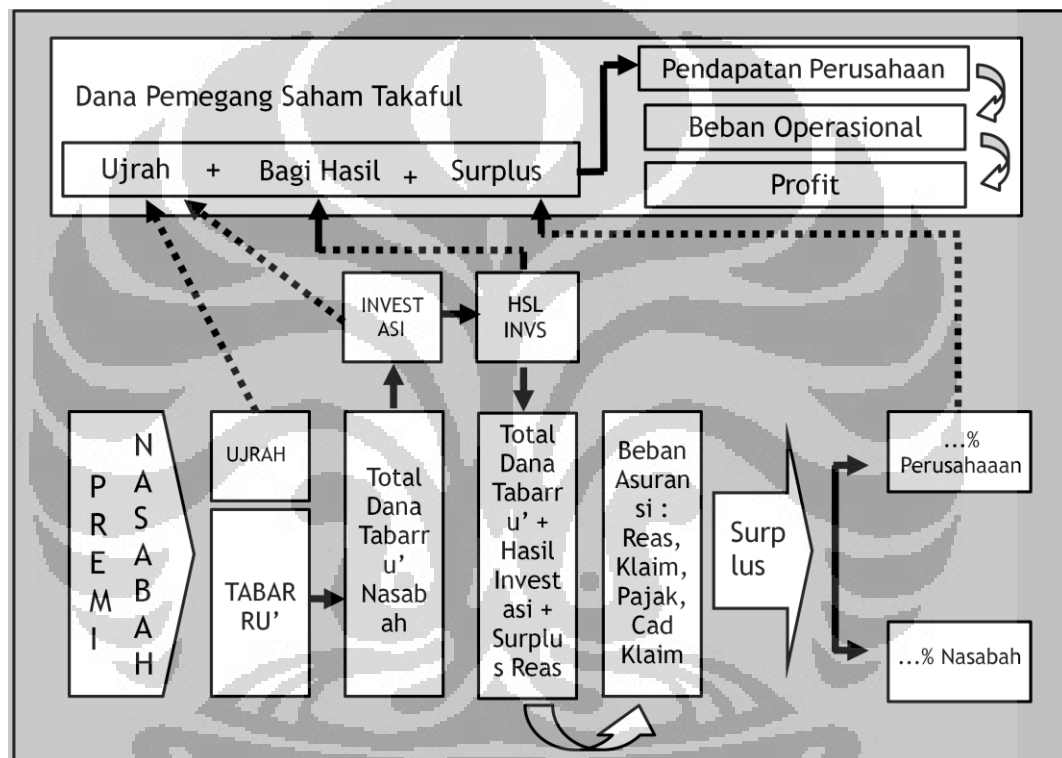 Dana Pemegang Saham Takaful
Ujrah + Bagi Hasil + Surplus
Pendapatan Perusahaan
Beban Operasional
Profit
INVEST
ASI
HSL
INVS
PREMI
NASABAH
UJRAH
TABAR
RU’
Total
Dana
Tabarr
u’
Nasab
ah
Total
Dana
Tabarr
u’ +
Hasil
Invest
asi +
Surplu
s Reas
Beban
Asuran
si :
Reas,
Klaim,
Pajak,
Cad
Klaim
Surp
lus
...%
Perusahaaan
...% Nasabah